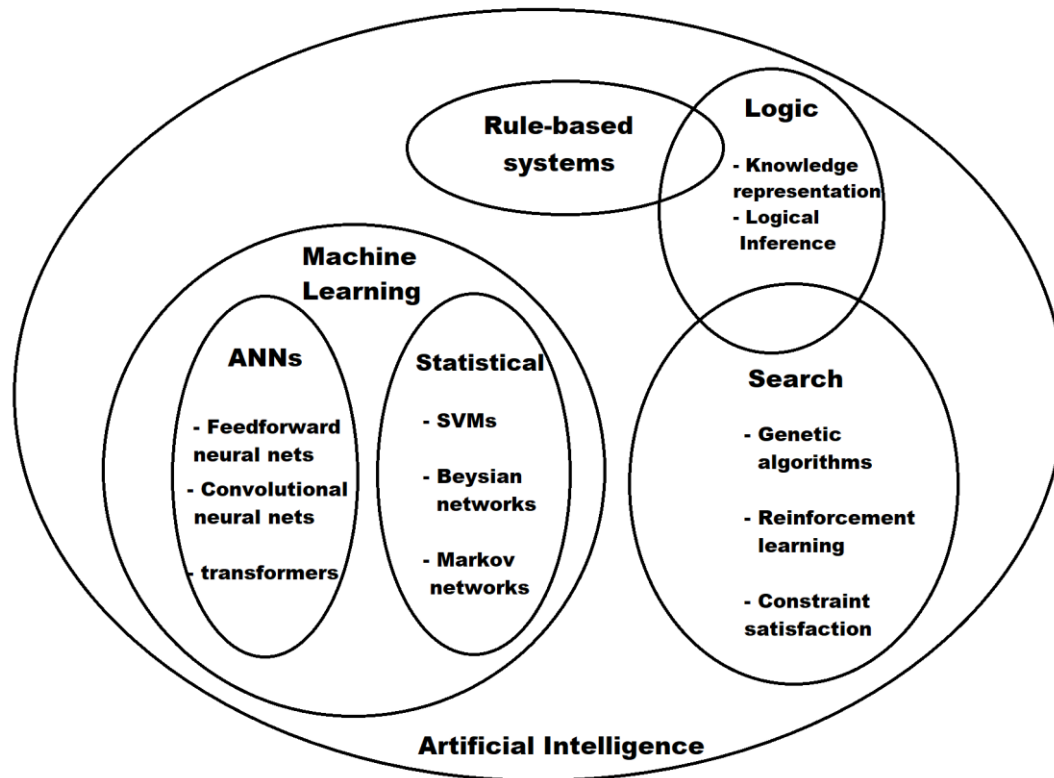 Rule-based
systems
Logic
- Knowledge
representation
- Logical
Inference
Machine
Learning
ANNs
- Feedforward
neural nets
- Convolutional
neural nets
- transformers
Statistical
- SVMs
- Beysian
networks
- Markov
networks
Search
- Genetic
algorithms
- Reinforcement
learning
- Constraint
satisfaction
Artificial Intelligence